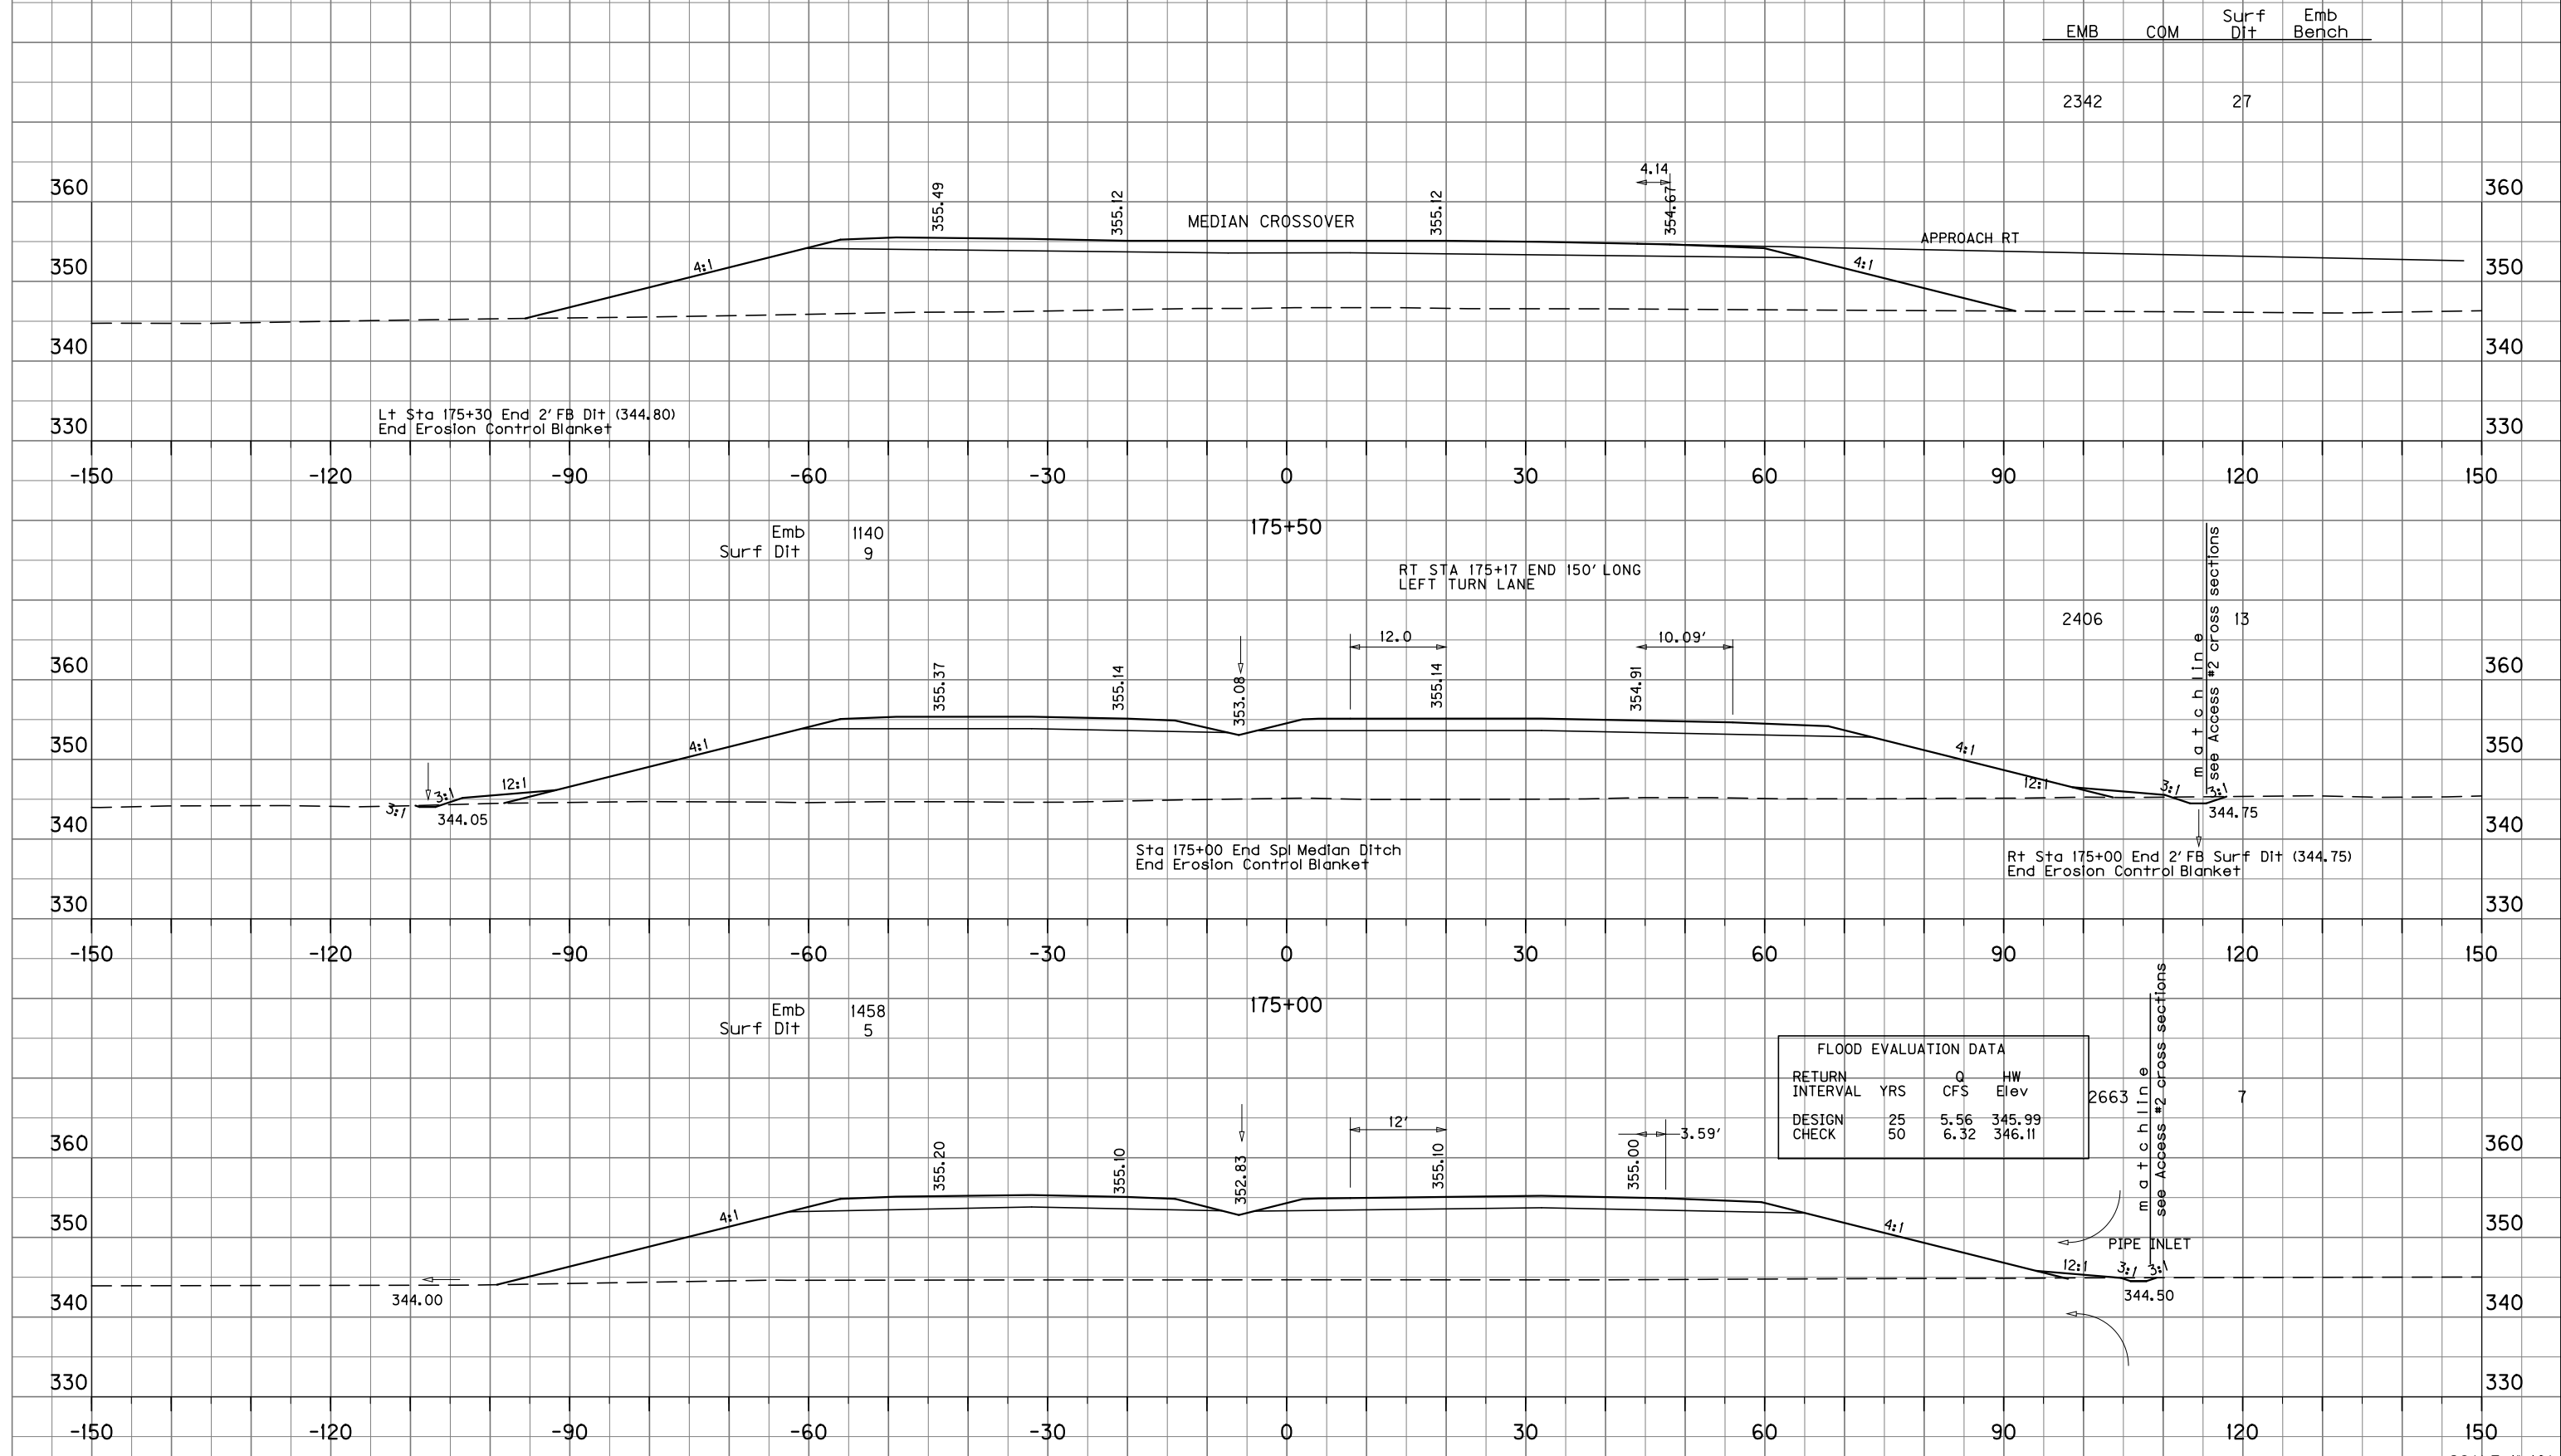 Surf Emb
EMB COM Dit Bench
2342 27
4.14
355.49 355.12 355.12 354.67
360 360
MEDIAN CROSSOVER
APPROACH RT
350 4:1 4:1 350
340 340
Lt Sta 175+30 End 2' FB Dit (344.80)
End Erosion Control Blanket
330 330
-150 -120 -90 -60 -30 0 30 60 90 120 150
175+50
Emb 1140
Surf Dit 9
RT STA 175+17 END 150' LONG
LEFT TURN LANE
matchline
see Access #2 cross sections
2406 13
12.0 10.09'
360 360
355.37 355.14 353.08 355.14 354.91
350 4:1 4:1 350
3:1 3:1 12:1 12:1 3:1 3:1
344.05 344.75
340 340
Sta 175+00 End Spl Median Ditch
End Erosion Control Blanket
Rt Sta 175+00 End 2' FB Surf Dit (344.75)
End Erosion Control Blanket
330 330
-150 -120 -90 -60 -30 0 30 60 90 120 150
175+00
Emb 1458
Surf Dit 5
FLOOD EVALUATION DATA
RETURN Q HW
INTERVAL YRS CFS Elev
DESIGN 25 5.56 345.99
CHECK 50 6.32 346.11
2663 7
matchline
see Access #2 cross sections
12' 3.59'
360 360
355.20 355.10 352.83 355.10 355.00
350 4:1 4:1 350
PIPE INLET
12:1 3:1 3:1
344.00 344.50
340 340
330 330
-150 -120 -90 -60 -30 0 30 60 90 120 150